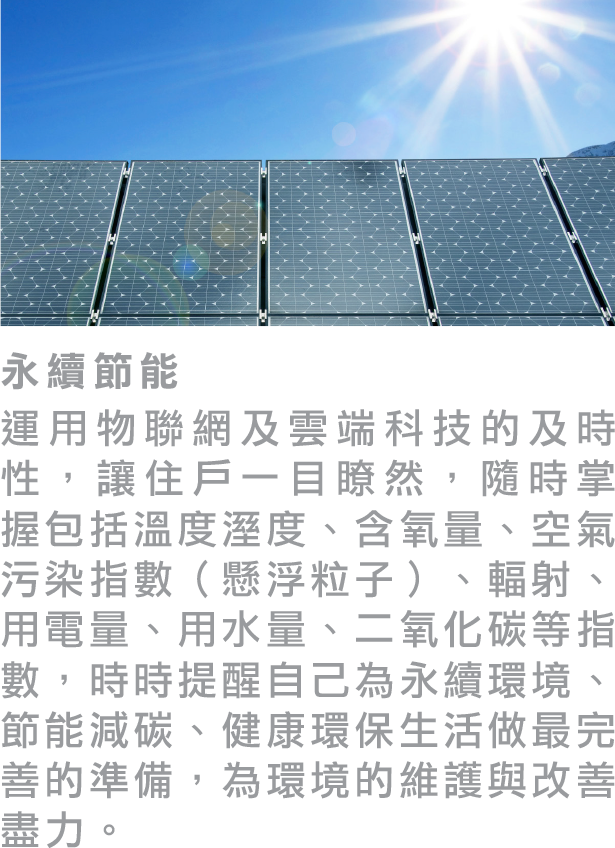 永續節能
運用物聯網及雲端科技的及時
性，讓住戶一目瞭然，隨時掌
握包括溫度溼度、含氧量、空氣
污染指數（懸浮粒子）、輻射、
用電量、用水量、二氧化碳等指
數，時時提醒自己為永續環境、
節能減碳、健康環保生活做最完
善的準備，為環境的維護與改善
盡力。